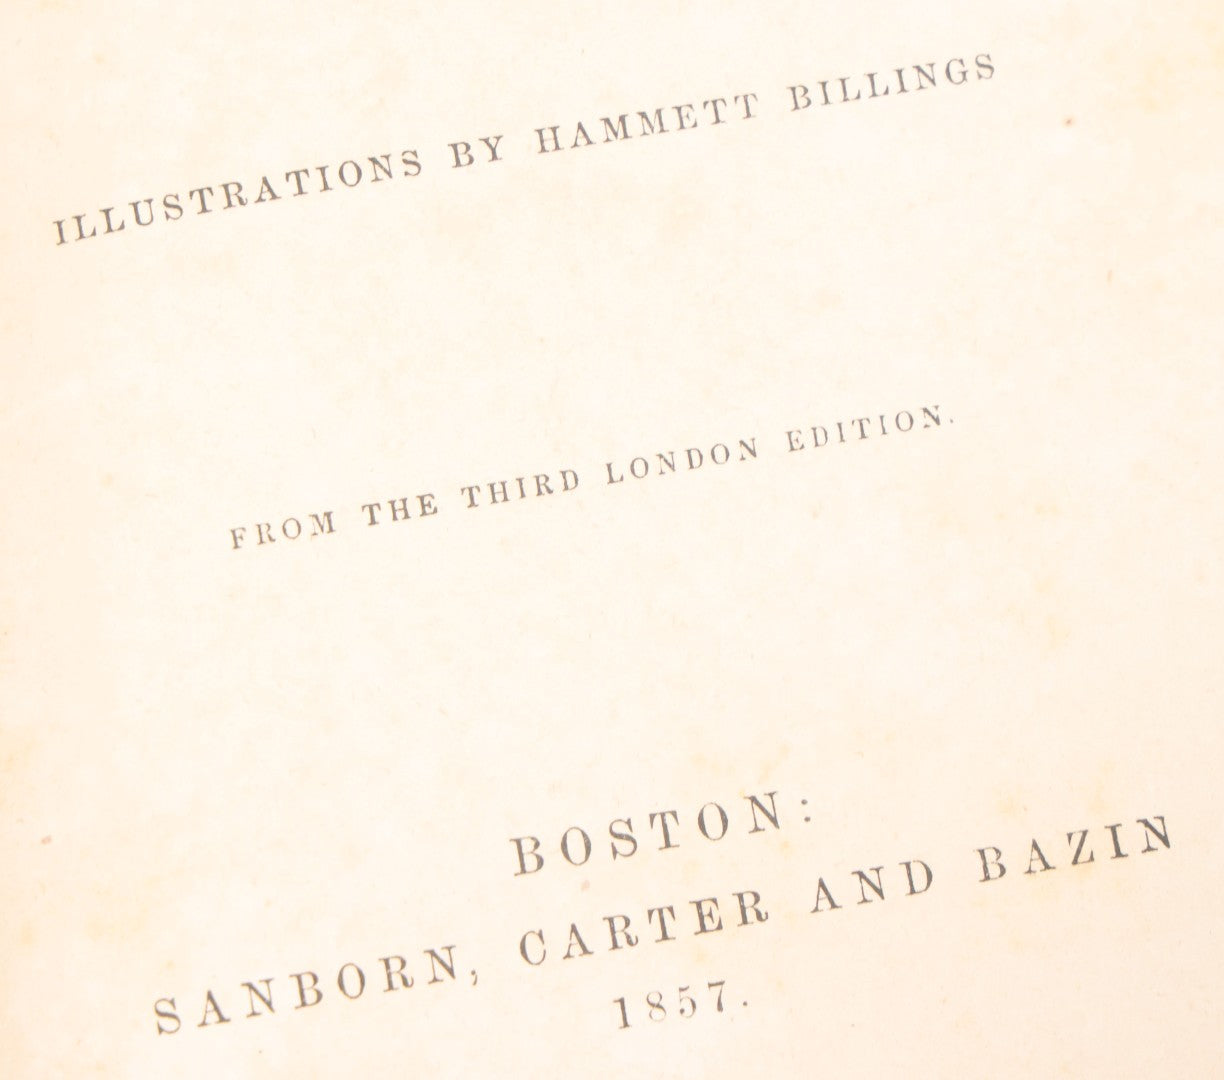 ILLUSTRATIONS BY HAMMETT BILLINGS
FROM THE THIRD LONDON EDITION.
BOSTON:
SANBORN, CARTER AND BAZIN
1857.